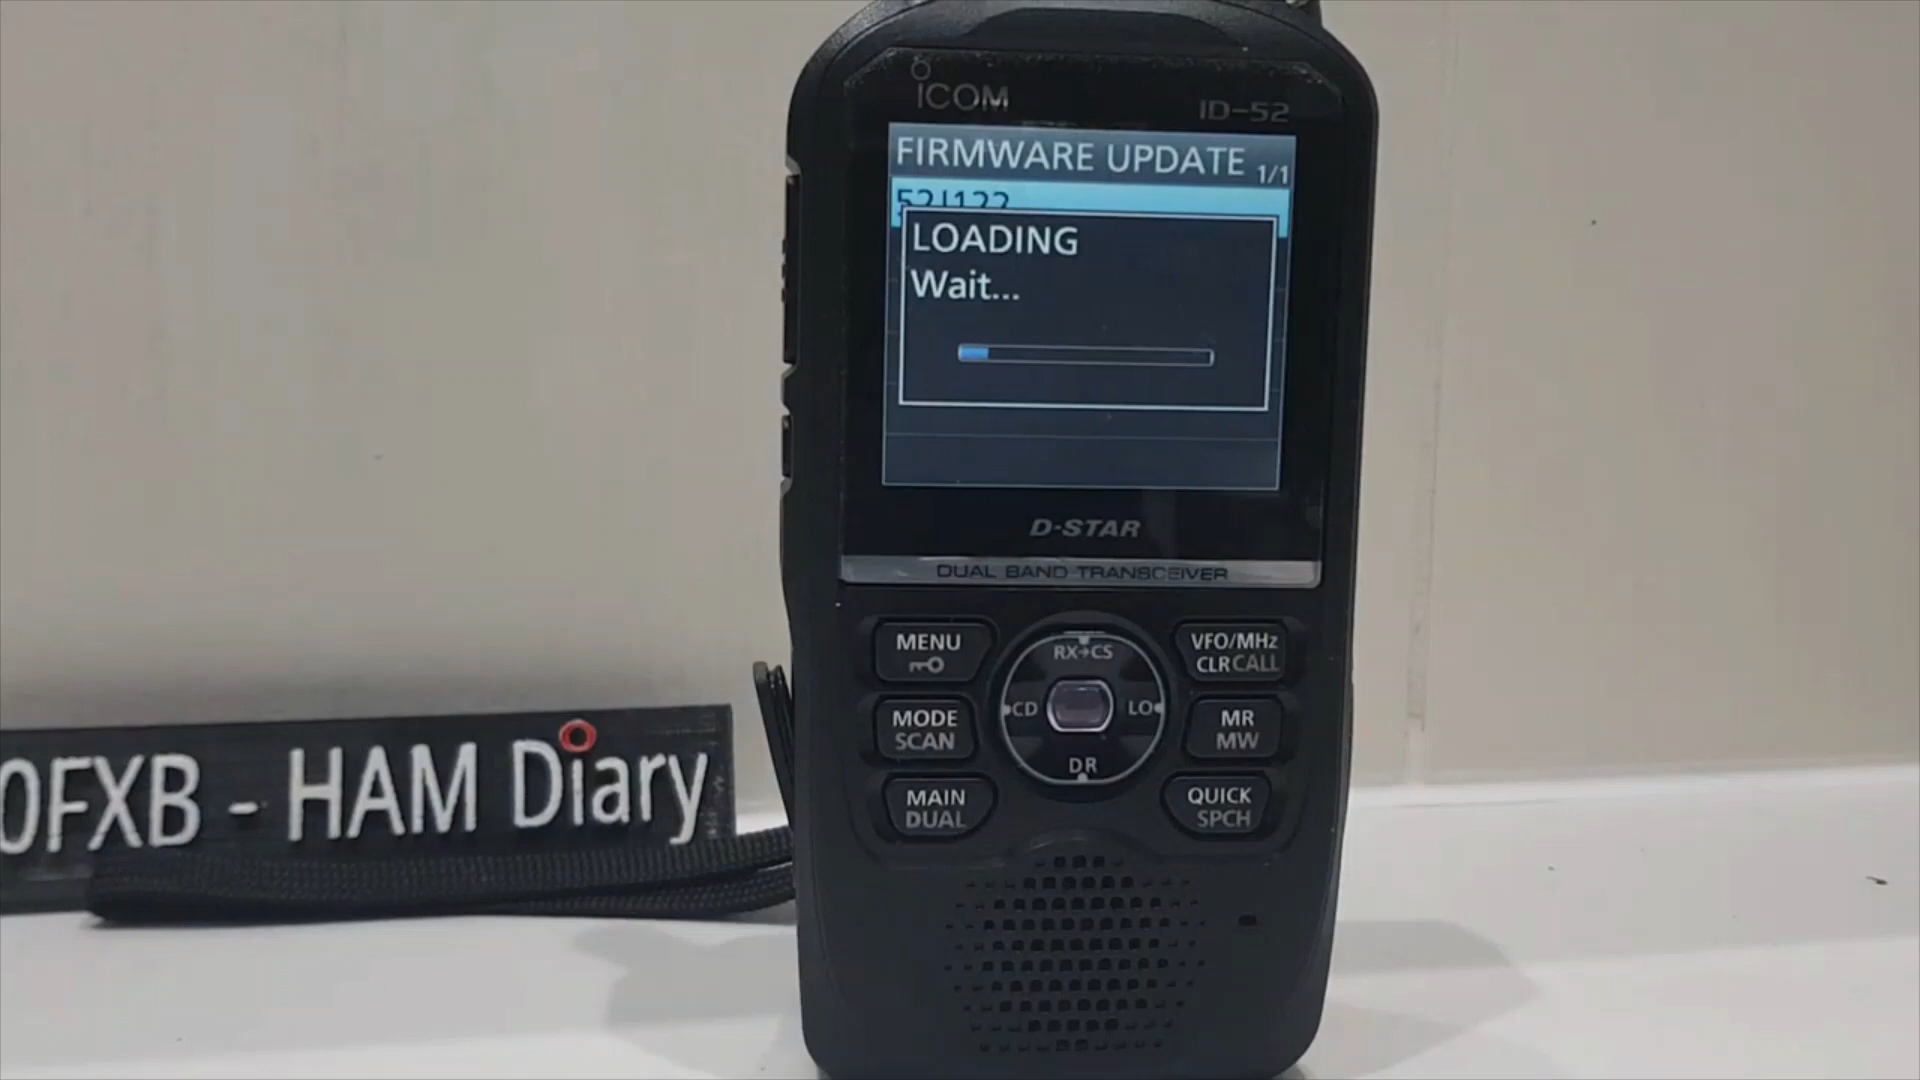 ICOM
ID-52
FIRMWARE UPDATE 1/1
52J122
LOADING
Wait...
D-STAR
DUAL BAND TRANSCEIVER
MENU
RX→CS
VFO/MHz
CLR CALL
CD
LO
MODE
SCAN
MR
MW
DR
MAIN
DUAL
QUICK
SPCH
0FXB - HAM Diary